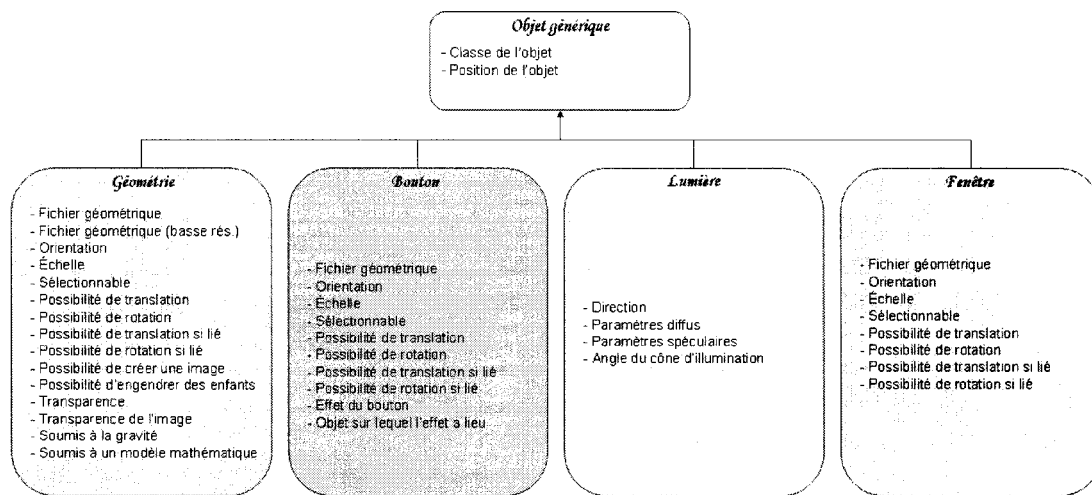 Objet générique
- Classe de l'objet
- Position de l'objet
Géométrie
- Fichier géométrique
- Fichier géométrique (basse rés.)
- Orientation
- Échelle
- Sélectionnable
- Possibilité de translation
- Possibilité de rotation
- Possibilité de translation si lié
- Possibilité de rotation si lié
- Possibilité de créer une image
- Possibilité d'engendrer des enfants
- Transparence
- Transparence de l'image
- Soumis à la gravité
- Soumis à un modèle mathématique
Bouton
- Fichier géométrique
- Orientation
- Échelle
- Sélectionnable
- Possibilité de translation
- Possibilité de rotation
- Possibilité de translation si lié
- Possibilité de rotation si lié
- Effet du bouton
- Objet sur lequel l'effet a lieu
Lumière
- Direction
- Paramètres diffus
- Paramètres spéculaires
- Angle du cône d'illumination
Fenêtre
- Fichier géométrique
- Orientation
- Échelle
- Sélectionnable
- Possibilité de translation
- Possibilité de rotation
- Possibilité de translation si lié
- Possibilité de rotation si lié